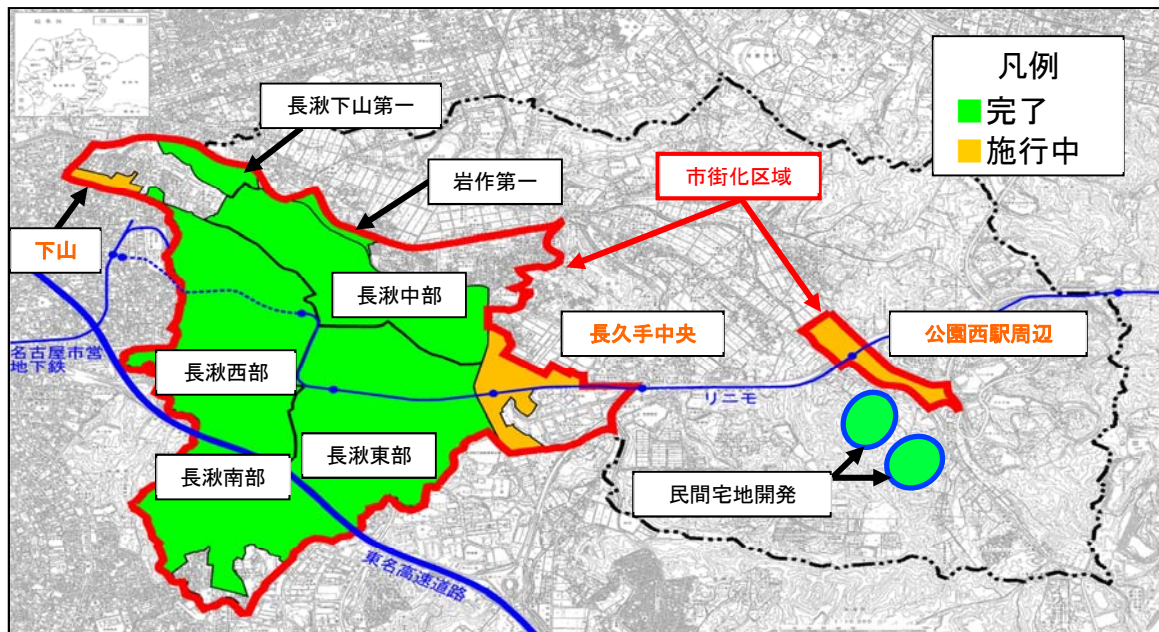 凡例
完了
施行中
長湫下山第一
岩作第一
市街化区域
下山
長湫中部
長久手中央
公園西駅周辺
名古屋市営
地下鉄
長湫西部
リニモ
長湫東部
長湫南部
民間宅地開発
東名高速道路